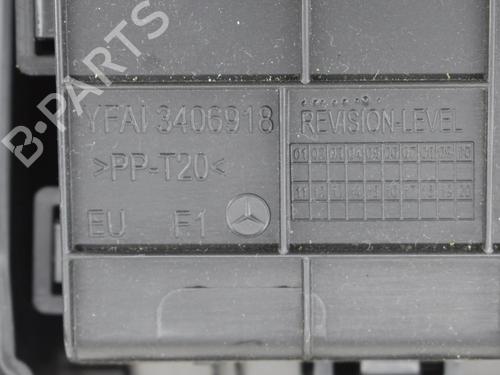 B-PARTS
YFAI 3406918
>PP-T20<
EU F1
REVISION-LEVEL
01 02 03 04 05 06 07 08 09 10
11 12 13 14 15 16 17 18 19 20